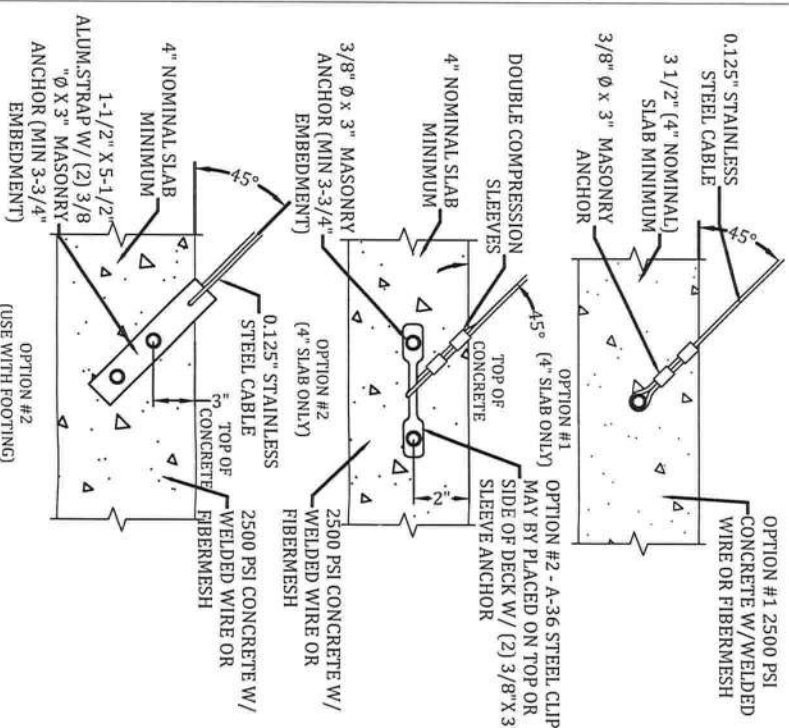 0.125" STAINLESS
STEEL CABLE
3 1/2" (4" NOMINAL)
SLAB MINIMUM
3/8" Ø x 3" MASONRY
ANCHOR
45°
OPTION #1 2500 PSI
CONCRETE W/WELDED
WIRE OR FIBERMESH
OPTION #1
(4" SLAB ONLY)
DOUBLE COMPRESSION
SLEEVES
4" NOMINAL SLAB
MINIMUM
3/8" Ø x 3" MASONRY
ANCHOR (MIN 3-3/4"
EMBEDMENT)
45°
TOP OF
CONCRETE
2"
OPTION #2 - A-36 STEEL CLIP
MAY BY PLACED ON TOP OR
SIDE OF DECK W/ (2) 3/8"X3
SLEEVE ANCHOR
2500 PSI CONCRETE W/
WELDED WIRE OR
FIBERMESH
OPTION #2
(4" SLAB ONLY)
45°
4" NOMINAL SLAB
MINIMUM
1-1/2" X 5-1/2"
ALUM.STRAP W/ (2) 3/8
"Ø X 3" MASONRY
ANCHOR (MIN 3-3/4"
EMBEDMENT)
0.125" STAINLESS
STEEL CABLE
3"
TOP OF
CONCRETE
2500 PSI CONCRETE W/
WELDED WIRE OR
FIBERMESH
OPTION #2
(USE WITH FOOTING)